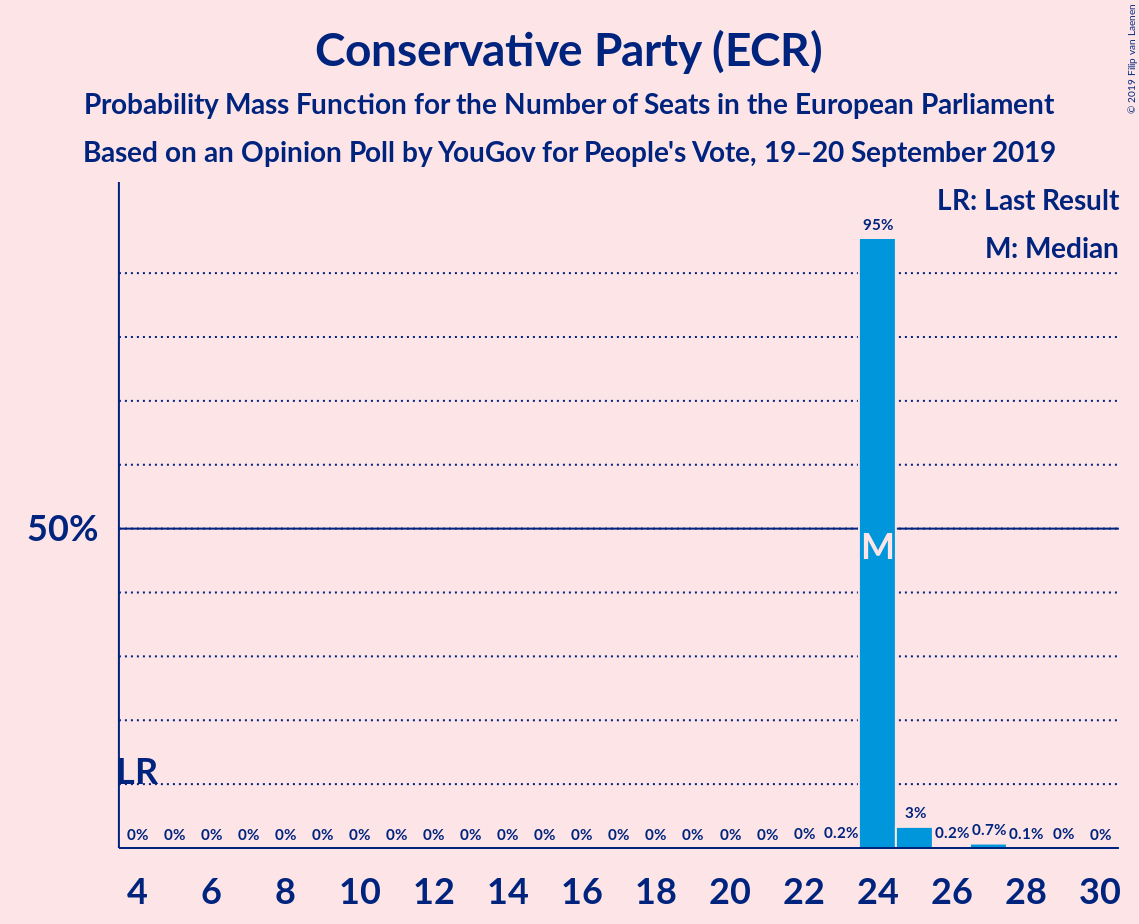 Conservative Party (ECR)
Probability Mass Function for the Number of Seats in the European Parliament
Based on an Opinion Poll by YouGov for People's Vote, 19–20 September 2019
© 2019 Filip van Laenen
LR: Last Result
M: Median
95%
50%
M
LR
3%
0% 0% 0% 0% 0% 0% 0% 0% 0% 0% 0% 0% 0% 0% 0% 0% 0% 0% 0% 0.2% 0.2% 0.7% 0.1% 0% 0%
4 6 8 10 12 14 16 18 20 22 24 26 28 30